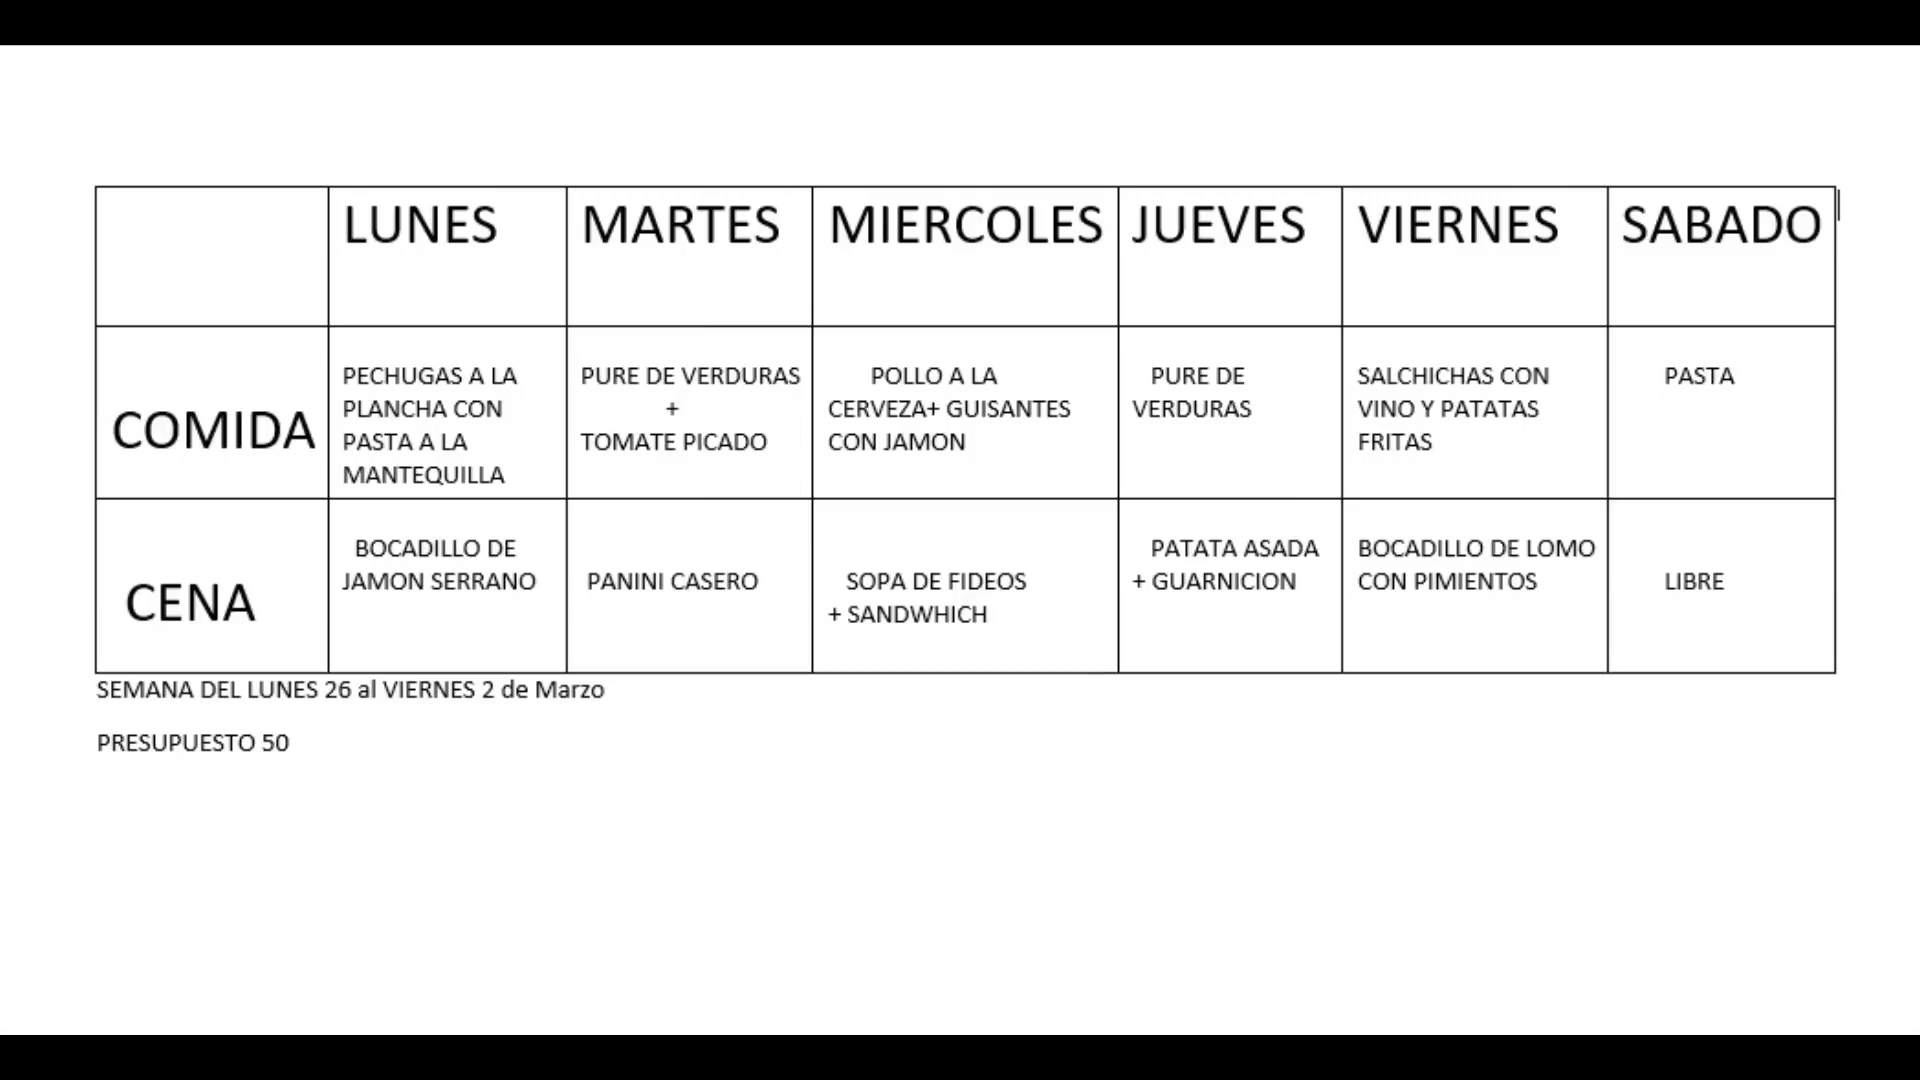 LUNES MARTES MIERCOLES JUEVES VIERNES SABADO
COMIDA
PECHUGAS A LA
PLANCHA CON
PASTA A LA
MANTEQUILLA
PURE DE VERDURAS
+
TOMATE PICADO
POLLO A LA
CERVEZA+ GUISANTES
CON JAMON
PURE DE
VERDURAS
SALCHICHAS CON
VINO Y PATATAS
FRITAS
PASTA
CENA
BOCADILLO DE
JAMON SERRANO
PANINI CASERO
SOPA DE FIDEOS
+ SANDWHICH
PATATA ASADA
+ GUARNICION
BOCADILLO DE LOMO
CON PIMIENTOS
LIBRE
SEMANA DEL LUNES 26 al VIERNES 2 de Marzo
PRESUPUESTO 50